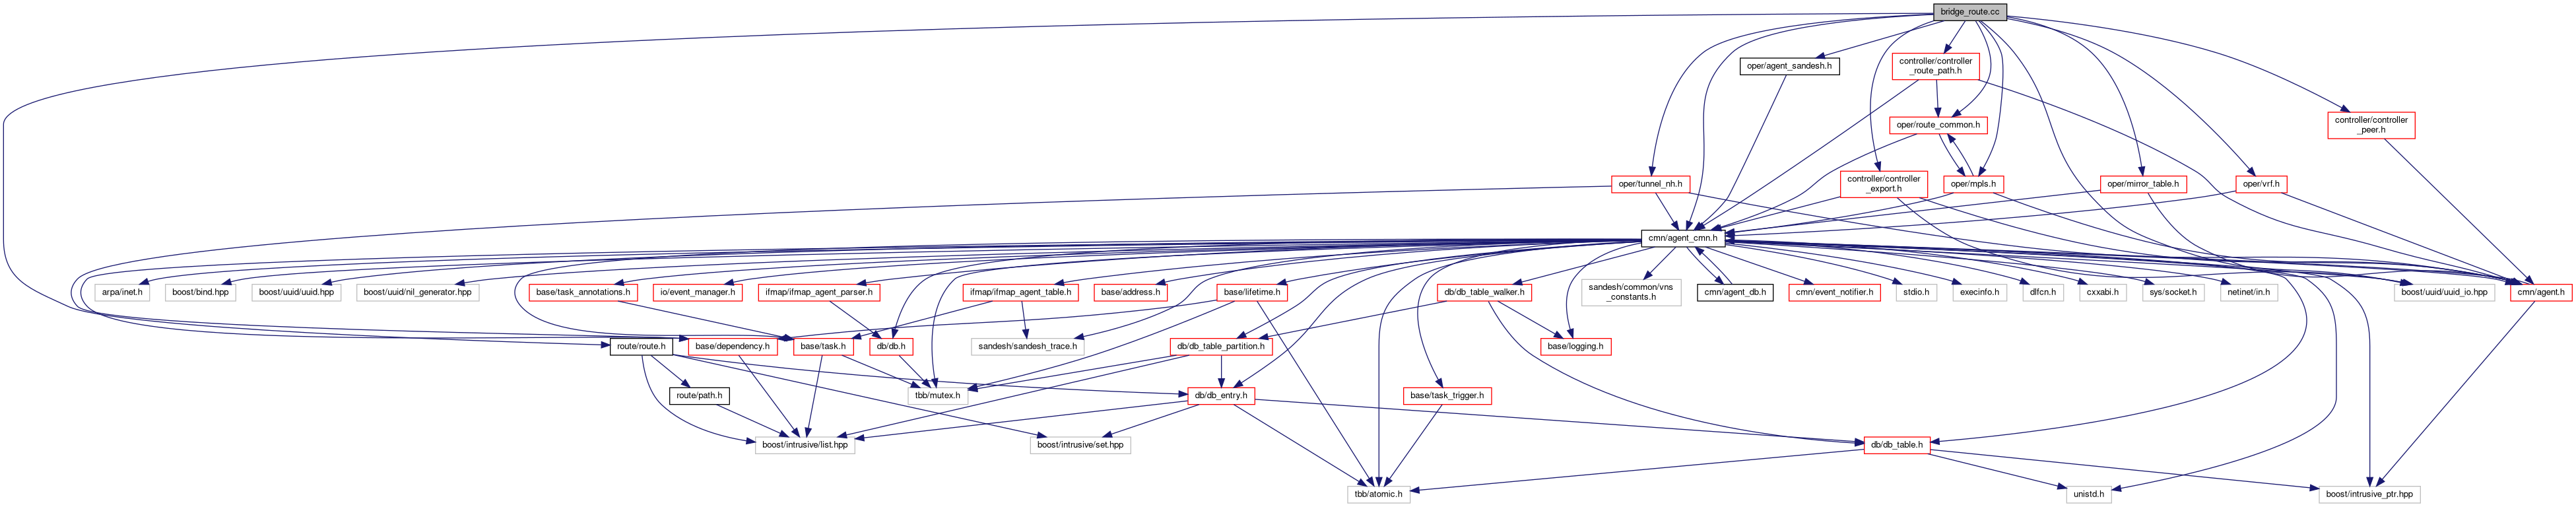 bridge_route.cc
oper/agent_sandesh.h
controller/controller
_route_path.h
oper/route_common.h
controller/controller
_peer.h
oper/tunnel_nh.h
controller/controller
_export.h
oper/mpls.h
oper/mirror_table.h
oper/vrf.h
cmn/agent_cmn.h
arpa/inet.h
boost/bind.hpp
boost/uuid/uuid.hpp
boost/uuid/nil_generator.hpp
base/task_annotations.h
io/event_manager.h
ifmap/ifmap_agent_parser.h
ifmap/ifmap_agent_table.h
base/address.h
base/lifetime.h
db/db_table_walker.h
sandesh/common/vns
_constants.h
cmn/agent_db.h
cmn/event_notifier.h
stdio.h
execinfo.h
dlfcn.h
cxxabi.h
sys/socket.h
netinet/in.h
boost/uuid/uuid_io.hpp
cmn/agent.h
route/route.h
base/dependency.h
base/task.h
db/db.h
sandesh/sandesh_trace.h
db/db_table_partition.h
base/logging.h
route/path.h
tbb/mutex.h
db/db_entry.h
base/task_trigger.h
boost/intrusive/list.hpp
boost/intrusive/set.hpp
db/db_table.h
tbb/atomic.h
unistd.h
boost/intrusive_ptr.hpp